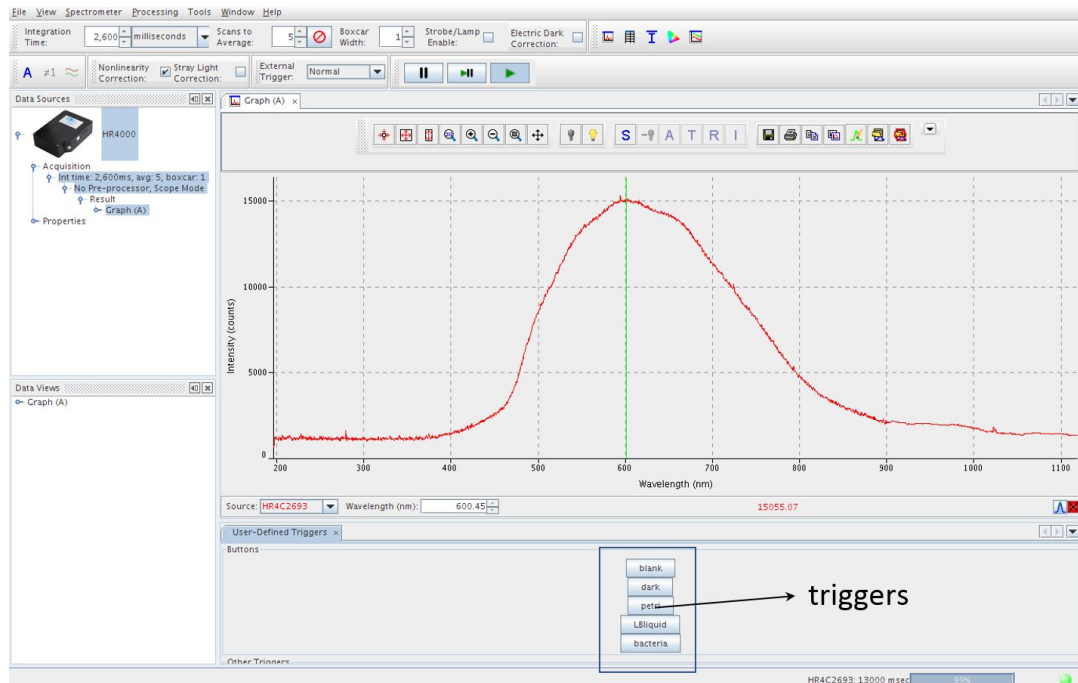 File View Spectrometer Processing Tools Window Help
Integration Time: 2,600 milliseconds Scans to Average: 5 Boxcar Width: 1 Strobe/Lamp Enable: Electric Dark Correction:
A ≠1 Nonlinearity Correction: Stray Light Correction: External Trigger: Normal
Data Sources
HR4000
Acquisition
Int time: 2,600ms, avg: 5, boxcar: 1
No Pre-processor, Scope Mode
Result
Graph (A)
Properties
Data Views
Graph (A)
Graph (A) x
S A T R I
Intensity (counts)
15000
10000
5000
0
200 300 400 500 600 700 800 900 1000 1100
Wavelength (nm)
Source: HR4C2693 Wavelength (nm): 600.45 15055.07
User-Defined Triggers x
Buttons
blank
dark
petri
LBliquid
bacteria
triggers
Other Triggers
HR4C2693: 13000 msec 99%